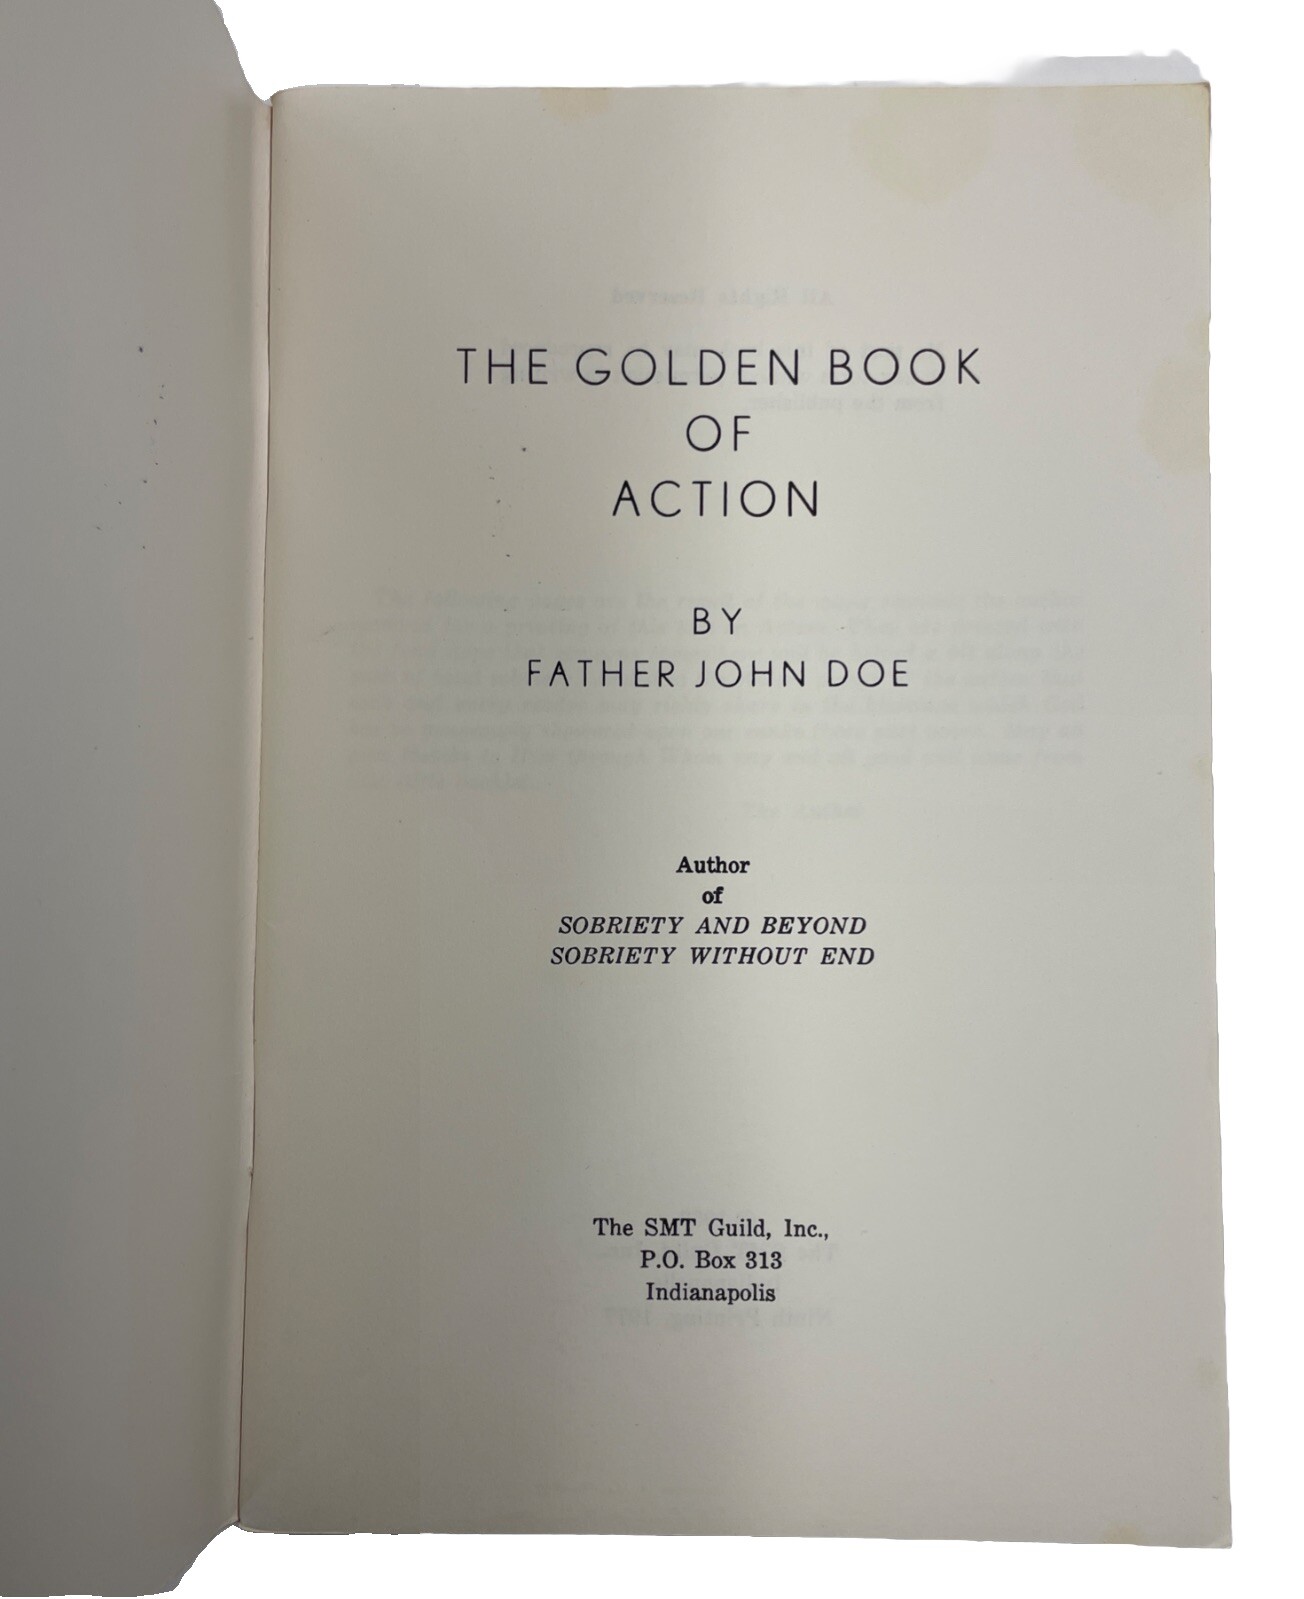 THE GOLDEN BOOK
OF
ACTION
BY
FATHER JOHN DOE
Author
of
SOBRIETY AND BEYOND
SOBRIETY WITHOUT END
The SMT Guild, Inc.,
P.O. Box 313
Indianapolis